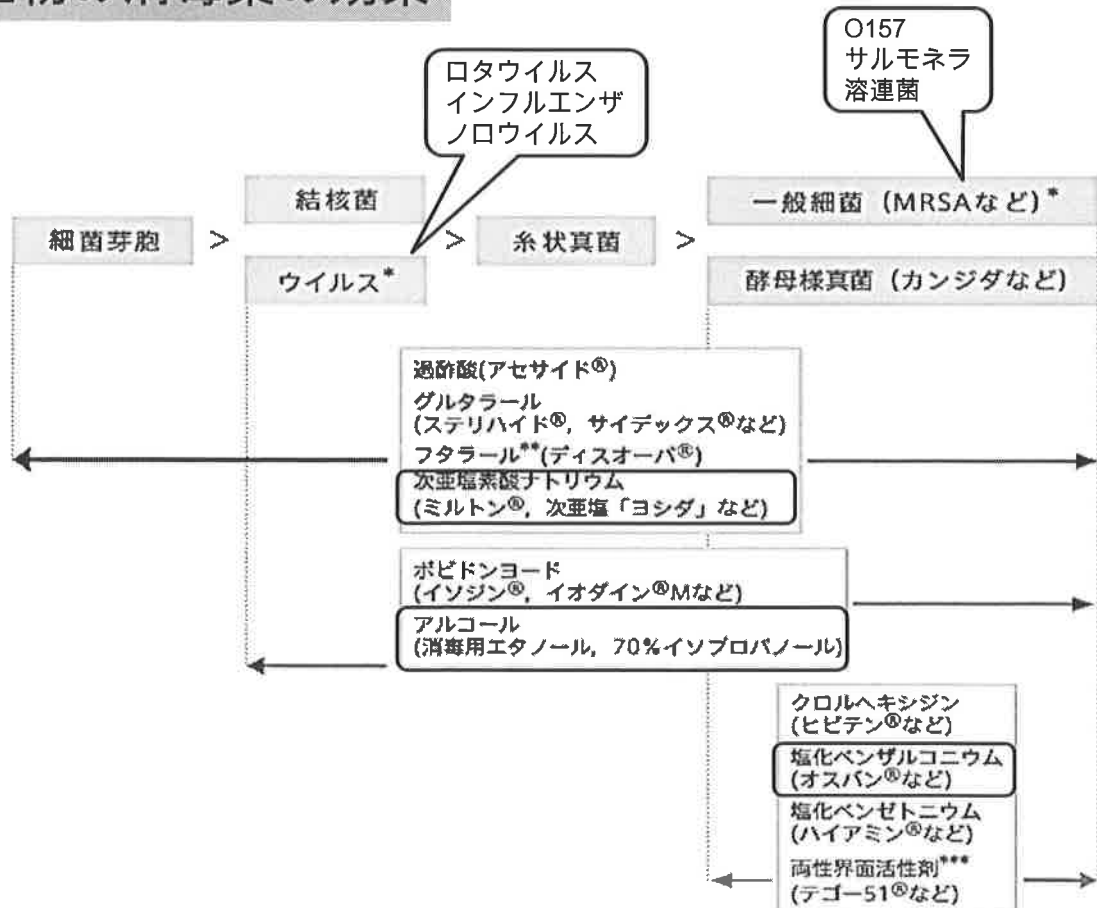 ロタウイルス
インフルエンザ
ノロウイルス
O157
サルモネラ
溶連菌
結核菌
一般細菌（MRSAなど）*
細菌芽胞 > > 糸状真菌 >
ウイルス*
酵母様真菌（カンジダなど）
過酢酸(アセサイド®)
グルタラール
(ステリハイド®，サイデックス®など)
フタラール**(ディスオーパ®)
次亜塩素酸ナトリウム
(ミルトン®，次亜塩「ヨシダ」など)
ポビドンヨード
(イソジン®，イオダイン®Mなど)
アルコール
(消毒用エタノール，70%イソプロパノール)
クロルヘキシジン
(ヒビテン®など)
塩化ベンザルコニウム
(オスバン®など)
塩化ベンゼトニウム
(ハイアミン®など)
両性界面活性剤***
(テゴー51®など)